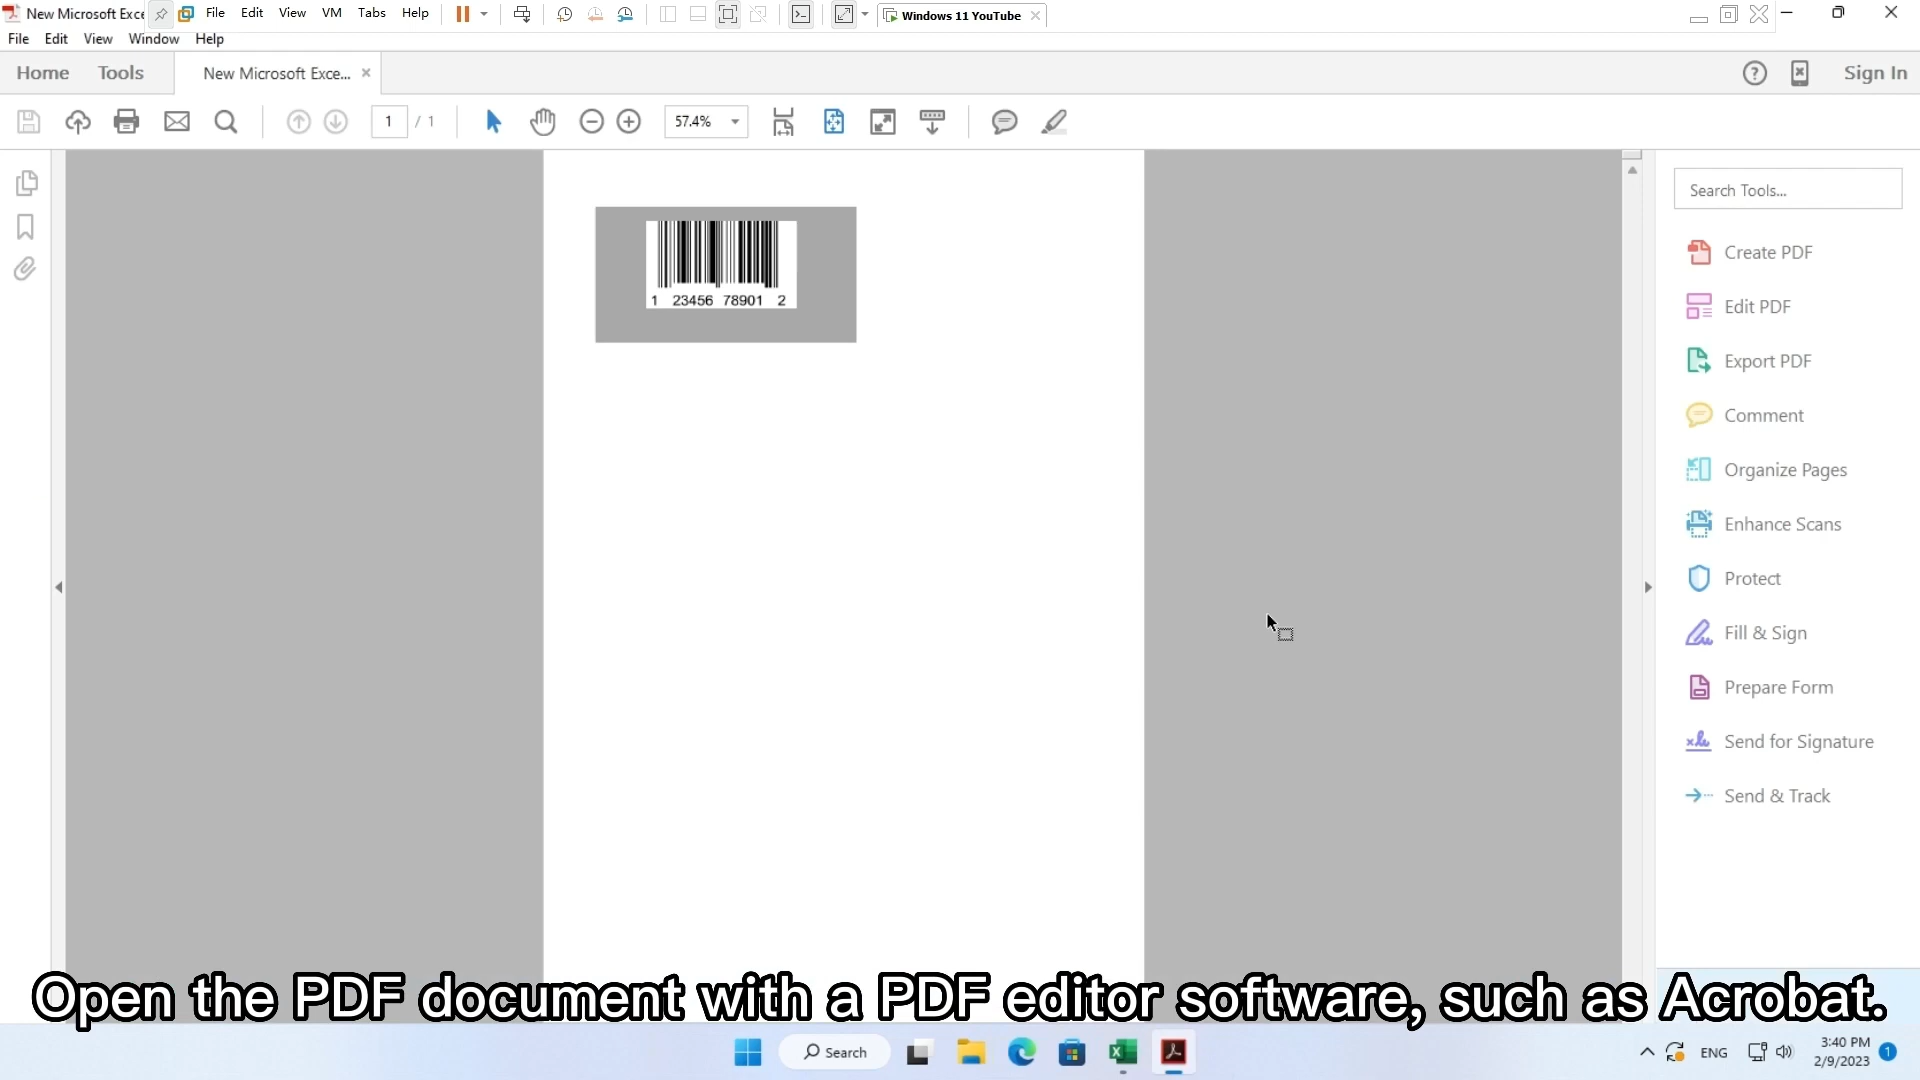 New Microsoft Exce
File Edit View VM Tabs Help
Windows 11 YouTube
File Edit View Window Help
Home Tools New Microsoft Exce... Sign In
1 / 1 57.4%
Search Tools...
1 23456 78901 2
Create PDF
Edit PDF
Export PDF
Comment
Organize Pages
Enhance Scans
Protect
Fill & Sign
Prepare Form
Send for Signature
Send & Track
Open the PDF document with a PDF editor software, such as Acrobat.
Search
ENG
3:40 PM
2/9/2023
1